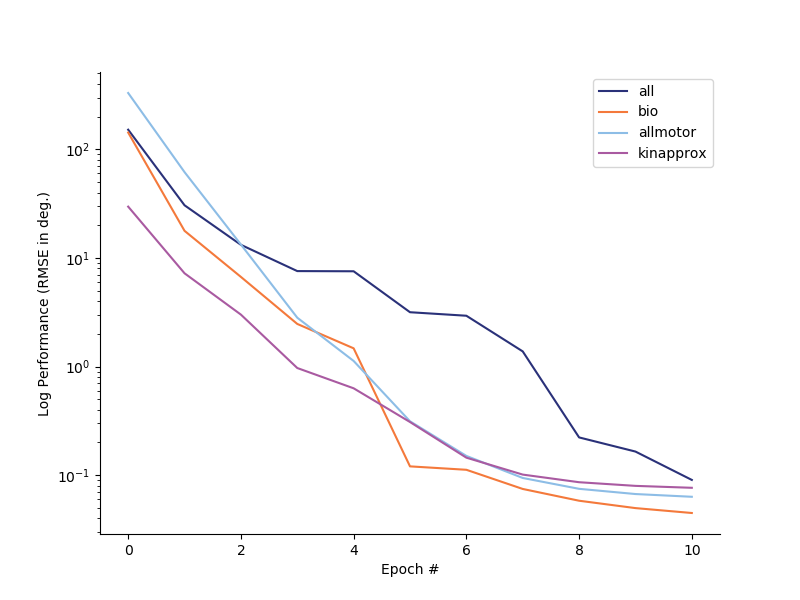 all
bio
allmotor
kinapprox
Log Performance (RMSE in deg.)
10²
10¹
10⁰
10⁻¹
0 2 4 6 8 10
Epoch #